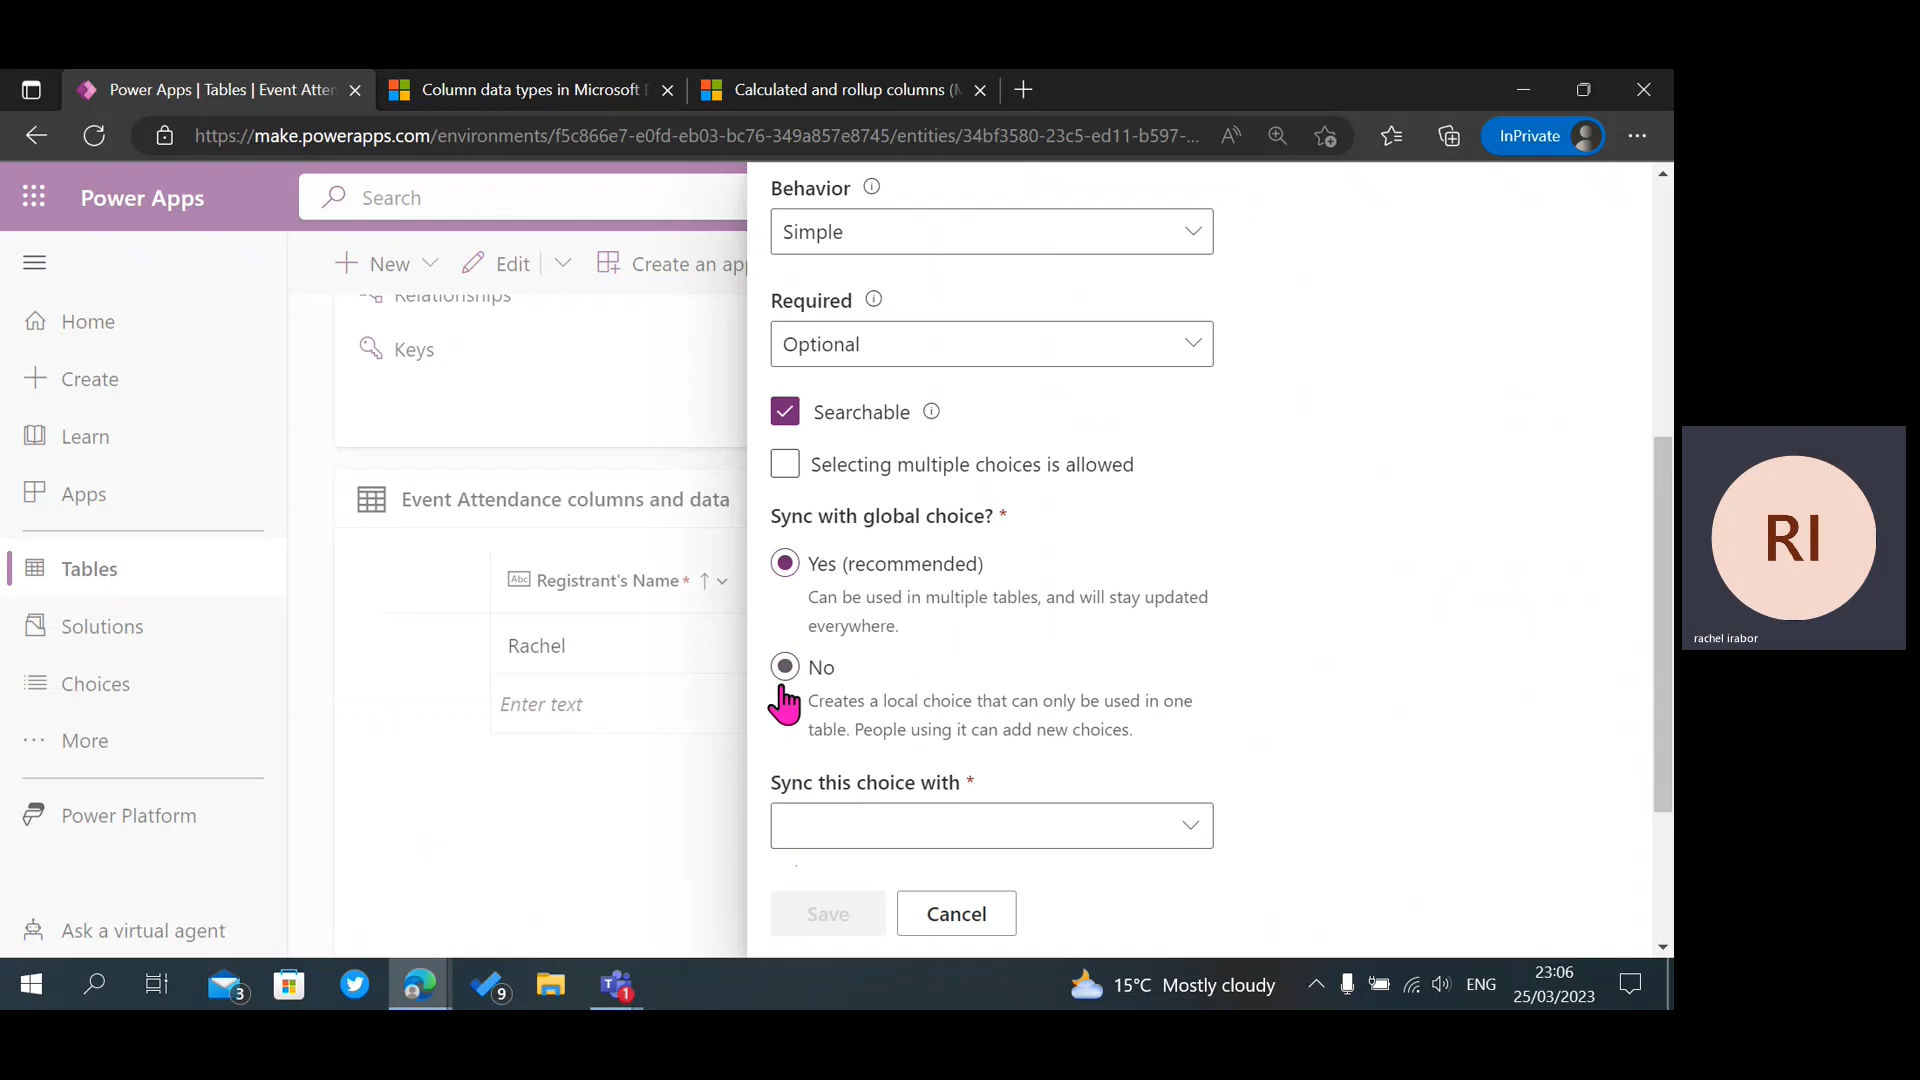 Power Apps | Tables | Event Atten
Column data types in Microsoft D
Calculated and rollup columns (M
https://make.powerapps.com/environments/f5c866e7-e0fd-eb03-bc76-349a857e8745/entities/34bf3580-23c5-ed11-b597-...
InPrivate
Power Apps
Search
New
Edit
Create an app
Home
Create
Learn
Apps
Tables
Solutions
Choices
More
Power Platform
Ask a virtual agent
Relationships
Keys
Event Attendance columns and data
Abc Registrant's Name *
Rachel
Enter text
Behavior
Simple
Required
Optional
Searchable
Selecting multiple choices is allowed
Sync with global choice? *
Yes (recommended)
Can be used in multiple tables, and will stay updated
everywhere.
No
Creates a local choice that can only be used in one
table. People using it can add new choices.
Sync this choice with *
Save
Cancel
RI
rachel irabor
3
9
1
15°C Mostly cloudy
ENG
23:06
25/03/2023